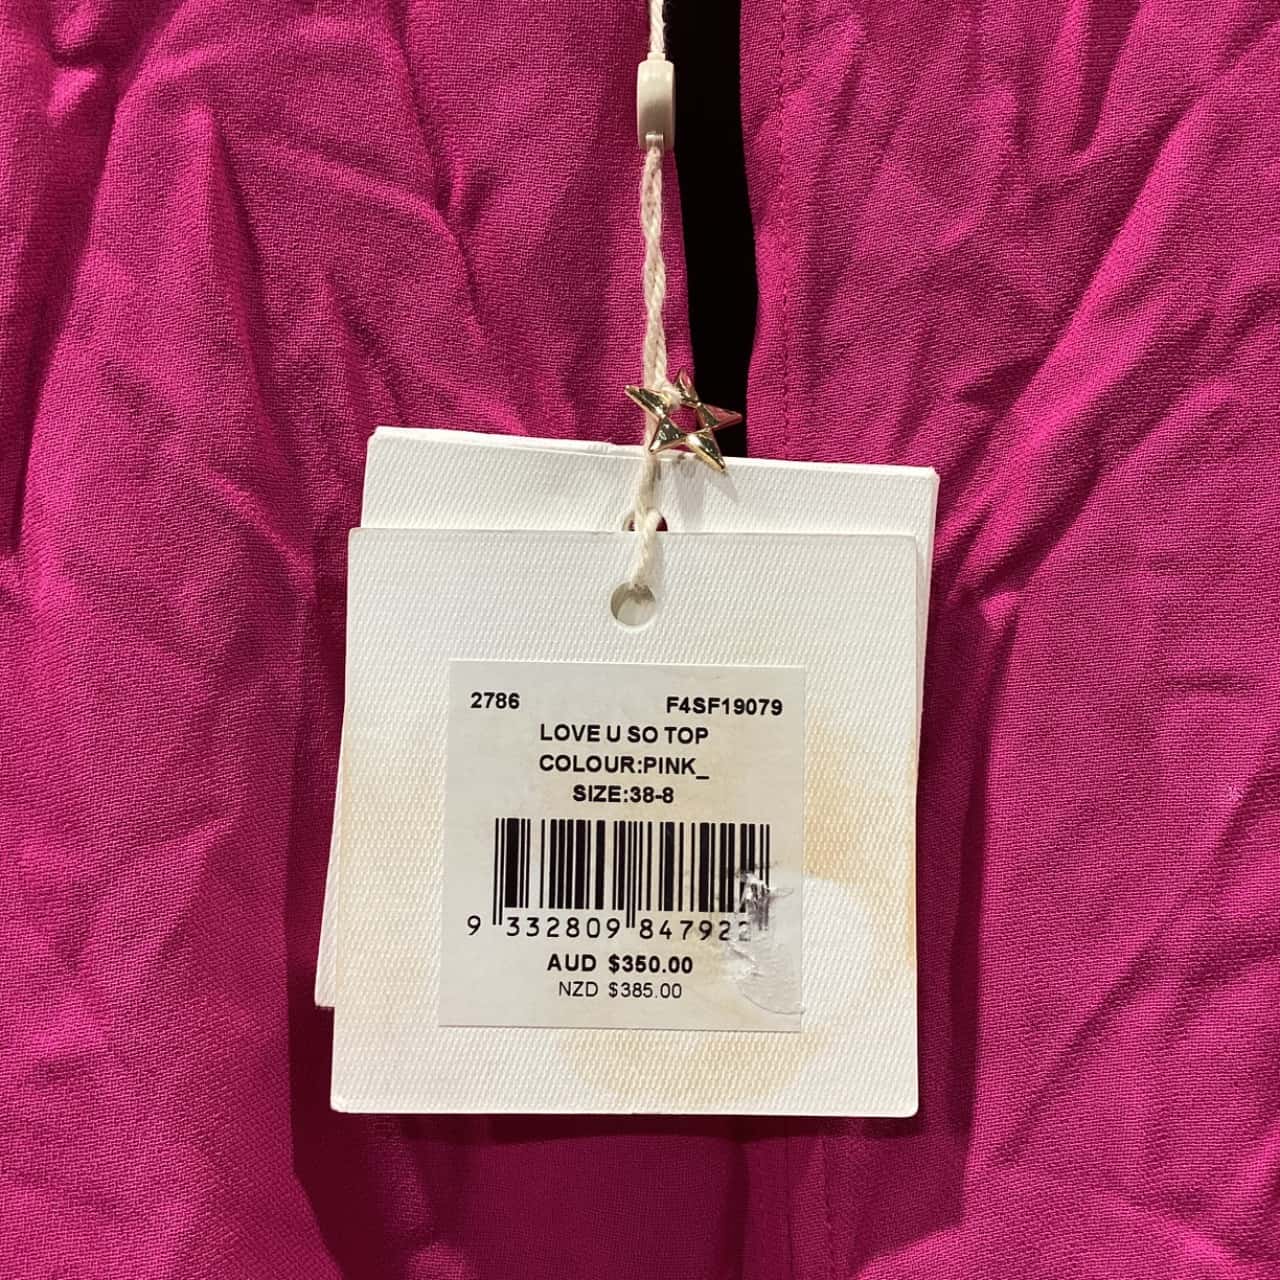 2786 F4SF19079
LOVE U SO TOP
COLOUR:PINK_
SIZE:38-8
9 332809 847922
AUD $350.00
NZD $385.00